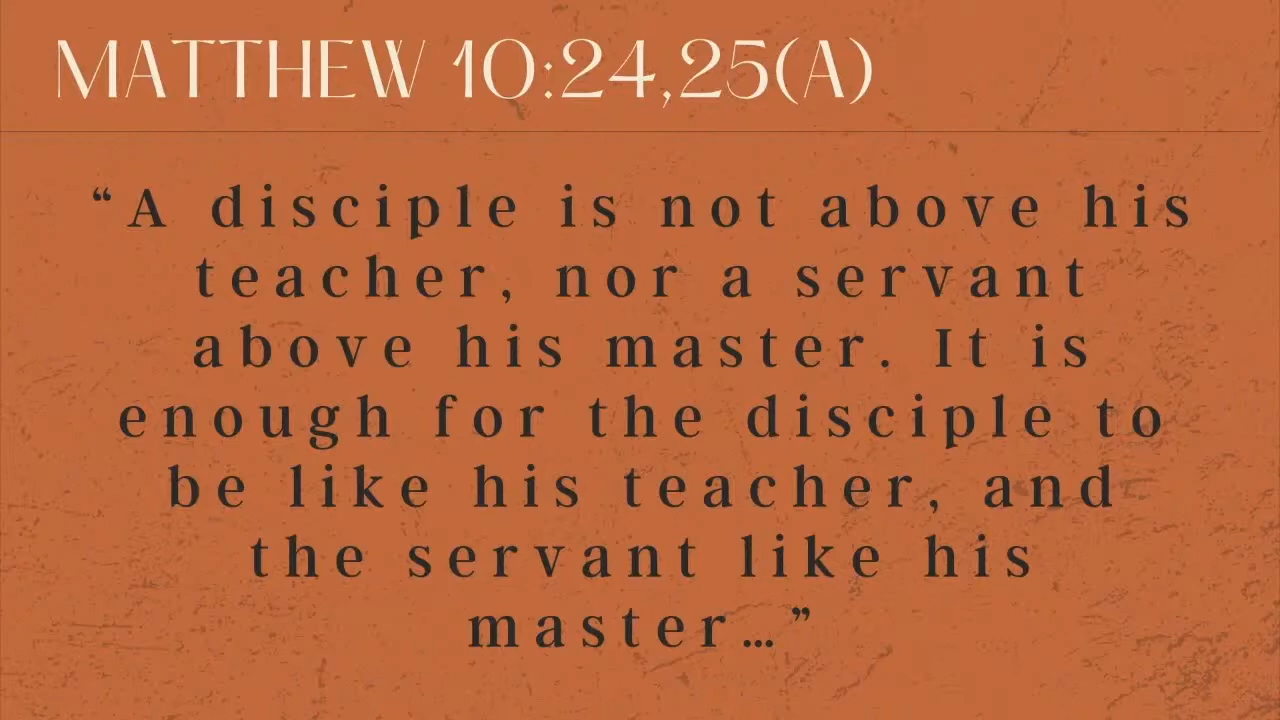 MATTHEW 10:24,25(A)
“A disciple is not above his
teacher, nor a servant
above his master. It is
enough for the disciple to
be like his teacher, and
the servant like his
master…”